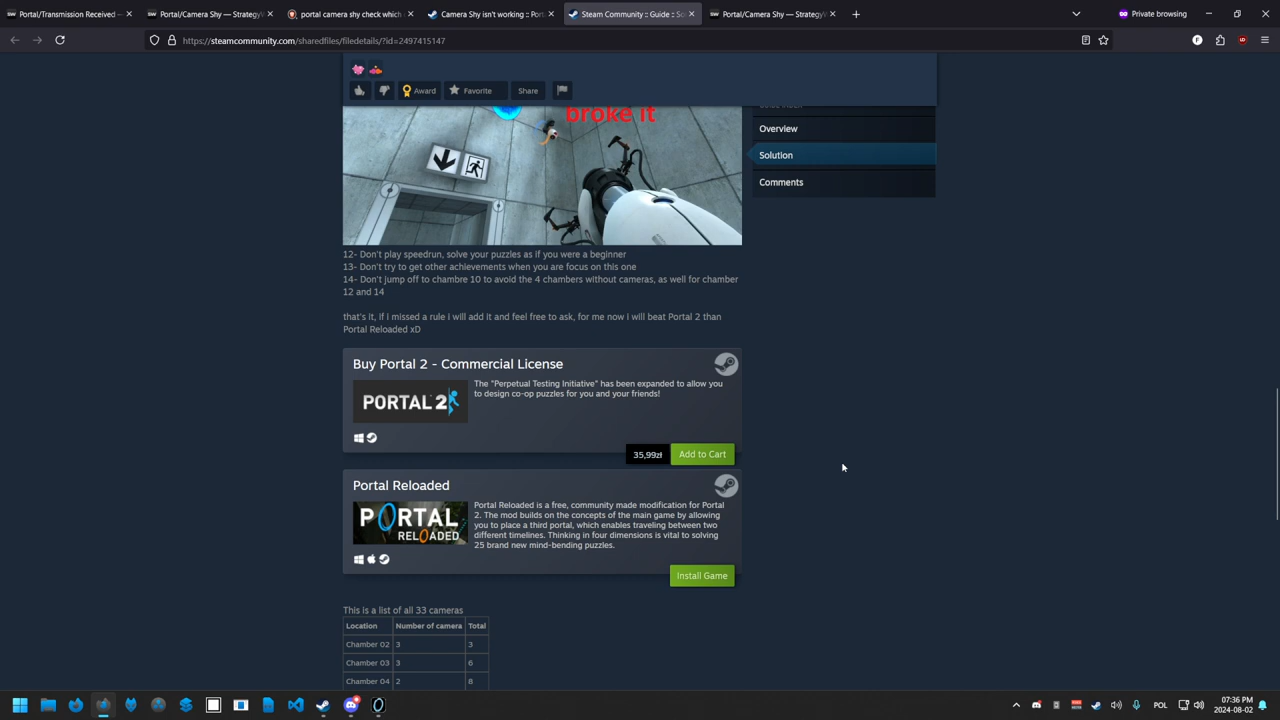 Portal/Transmission Received
Portal/Camera Shy — StrategyW
portal camera shy check which
Camera Shy isn't working :: Port
Steam Community :: Guide :: So
Portal/Camera Shy — StrategyW
Private browsing
https://steamcommunity.com/sharedfiles/filedetails/?id=2497415147
Award
Favorite
Share
broke it
Overview
Solution
Comments
12- Don't play speedrun, solve your puzzles as if you were a beginner
13- Don't try to get other achievements when you are focus on this one
14- Don't jump off to chambre 10 to avoid the 4 chambers without cameras, as well for chamber
12 and 14
that's it, if I missed a rule i will add it and feel free to ask, for me now i will beat Portal 2 than
Portal Reloaded xD
Buy Portal 2 - Commercial License
PORTAL 2
The "Perpetual Testing Initiative" has been expanded to allow you
to design co-op puzzles for you and your friends!
35,99zł
Add to Cart
Portal Reloaded
PORTAL
RELOADED
Portal Reloaded is a free, community made modification for Portal
2. The mod builds on the concepts of the main game by allowing
you to place a third portal, which enables traveling between two
different timelines. Thinking in four dimensions is vital to solving
25 brand new mind-bending puzzles.
Install Game
This is a list of all 33 cameras
Location Number of camera Total
Chamber 02 3 3
Chamber 03 3 6
Chamber 04 2 8
POL
07:36 PM
2024-08-02